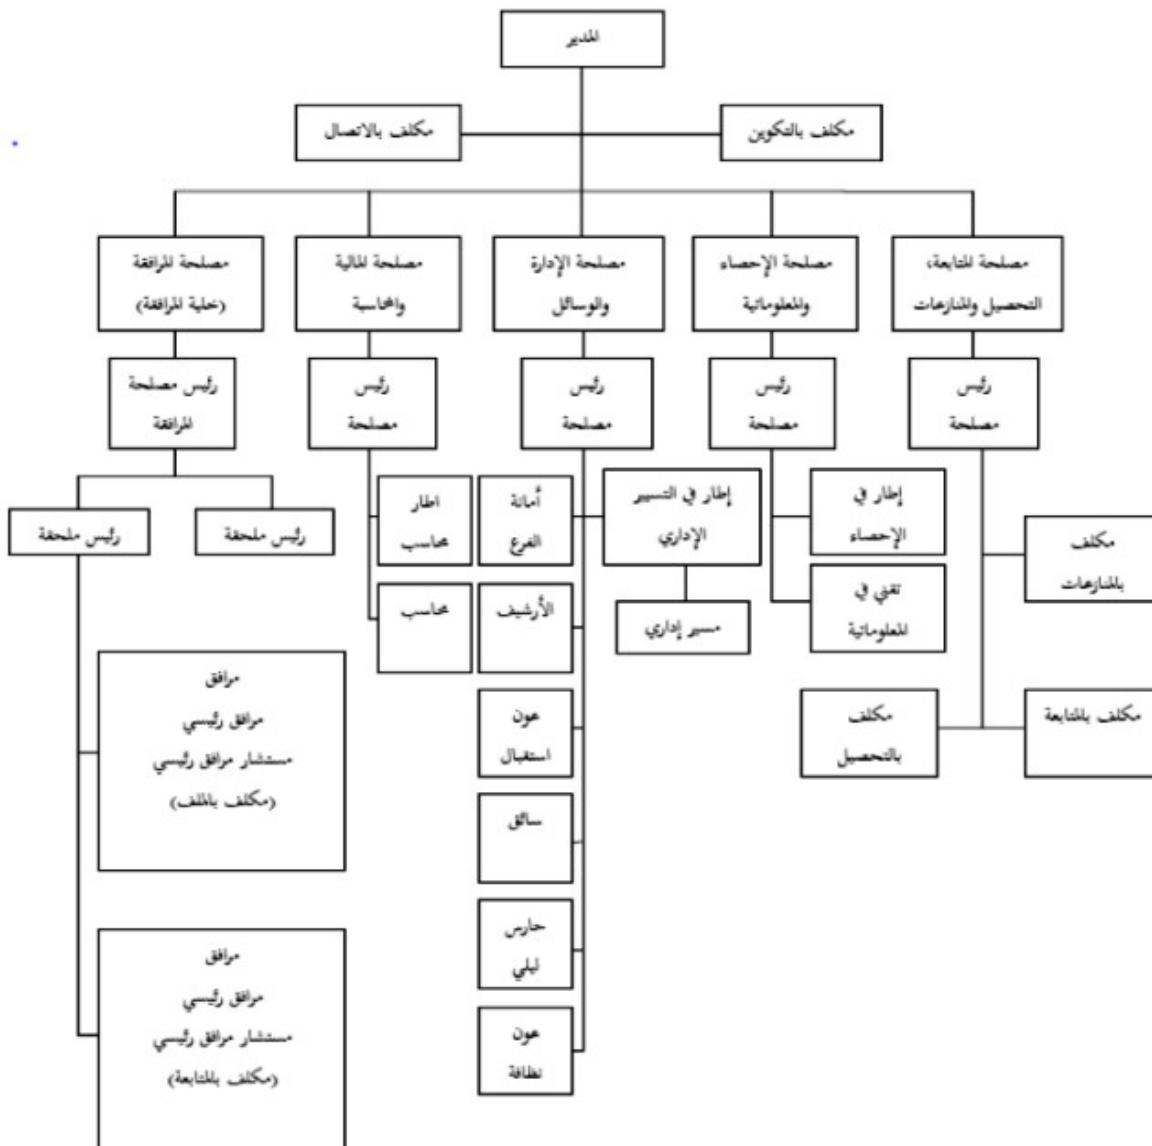 المدير
مكلف بالتكوين
مكلف بالاتصال
مصلحة المتابعة،
التحصيل والمنازعات
مصلحة الإحصاء
والمعلوماتية
مصلحة الإدارة
والوسائل
مصلحة المالية
والمحاسبة
مصلحة المرافقة
(خلية المرافقة)
رئيس
مصلحة
رئيس
مصلحة
رئيس
مصلحة
رئيس
مصلحة
رئيس مصلحة
المرافقة
مكلف
بالمنازعات
مكلف بالمتابعة
مكلف
بالتحصيل
إطار في
الإحصاء
تقني في
المعلوماتية
إطار في التسيير
الإداري
مسير إداري
أمانة
الفرع
الأرشيف
عون
استقبال
سائق
حارس
ليلي
عون
نظافة
اطار
محاسب
محاسب
رئيس ملحقة
رئيس ملحقة
مرافق
مرافق رئيسي
مستشار مرافق رئيسي
(مكلف بالملف)
مرافق
مرافق رئيسي
مستشار مرافق رئيسي
(مكلف بالمتابعة)